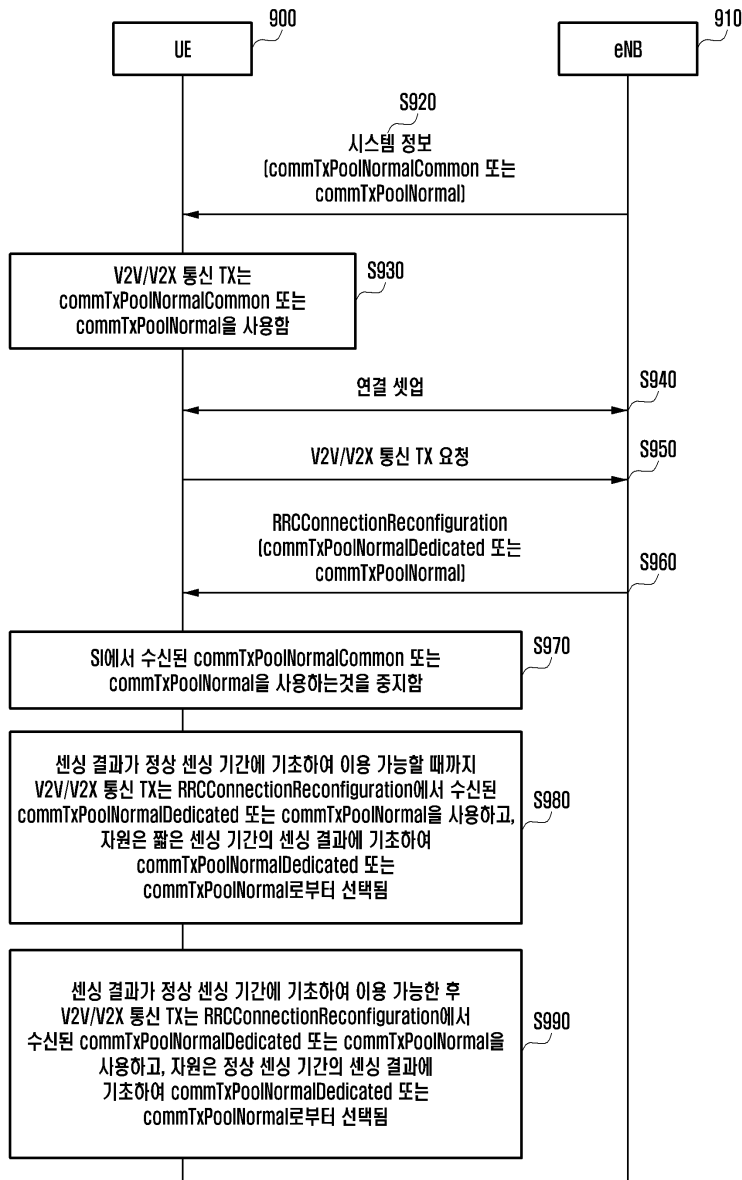 900
UE
910
eNB
S920
시스템 정보
(commTxPoolNormalCommon 또는
commTxPoolNormal)
V2V/V2X 통신 TX는
commTxPoolNormalCommon 또는
commTxPoolNormal을 사용함
S930
연결 셋업
S940
V2V/V2X 통신 TX 요청
S950
RRCConnectionReconfiguration
(commTxPoolNormalDedicated 또는
commTxPoolNormal)
S960
SI에서 수신된 commTxPoolNormalCommon 또는
commTxPoolNormal을 사용하는것을 중지함
S970
센싱 결과가 정상 센싱 기간에 기초하여 이용 가능할 때까지
V2V/V2X 통신 TX는 RRCConnectionReconfiguration에서 수신된
commTxPoolNormalDedicated 또는 commTxPoolNormal을 사용하고,
자원은 짧은 센싱 기간의 센싱 결과에 기초하여
commTxPoolNormalDedicated 또는
commTxPoolNormal로부터 선택됨
S980
센싱 결과가 정상 센싱 기간에 기초하여 이용 가능한 후
V2V/V2X 통신 TX는 RRCConnectionReconfiguration에서
수신된 commTxPoolNormalDedicated 또는 commTxPoolNormal을
사용하고, 자원은 정상 센싱 기간의 센싱 결과에
기초하여 commTxPoolNormalDedicated 또는
commTxPoolNormal로부터 선택됨
S990